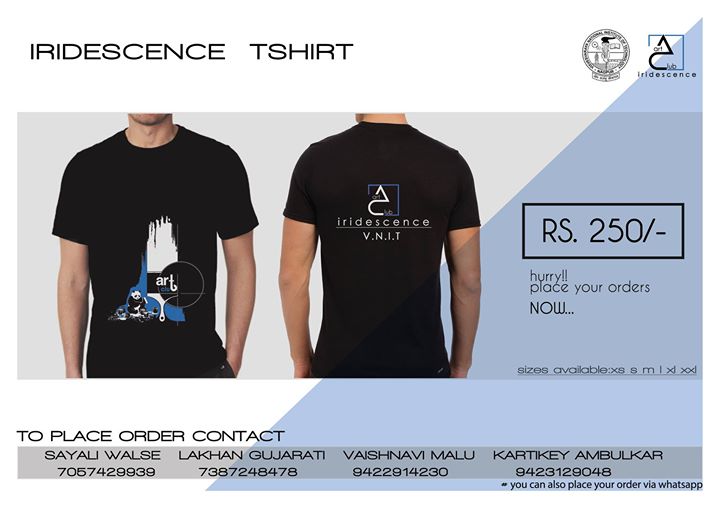 IRIDESCENCE TSHIRT
art
club
iridescence
art
club
art
club
iridescence
V.N.I.T
RS. 250/-
hurry!!
place your orders
NOW...
sizes available:xs s m l xl xxl
TO PLACE ORDER CONTACT
SAYALI WALSE LAKHAN GUJARATI VAISHNAVI MALU KARTIKEY AMBULKAR
7057429939 7387248478 9422914230 9423129048
# you can also place your order via whatsapp